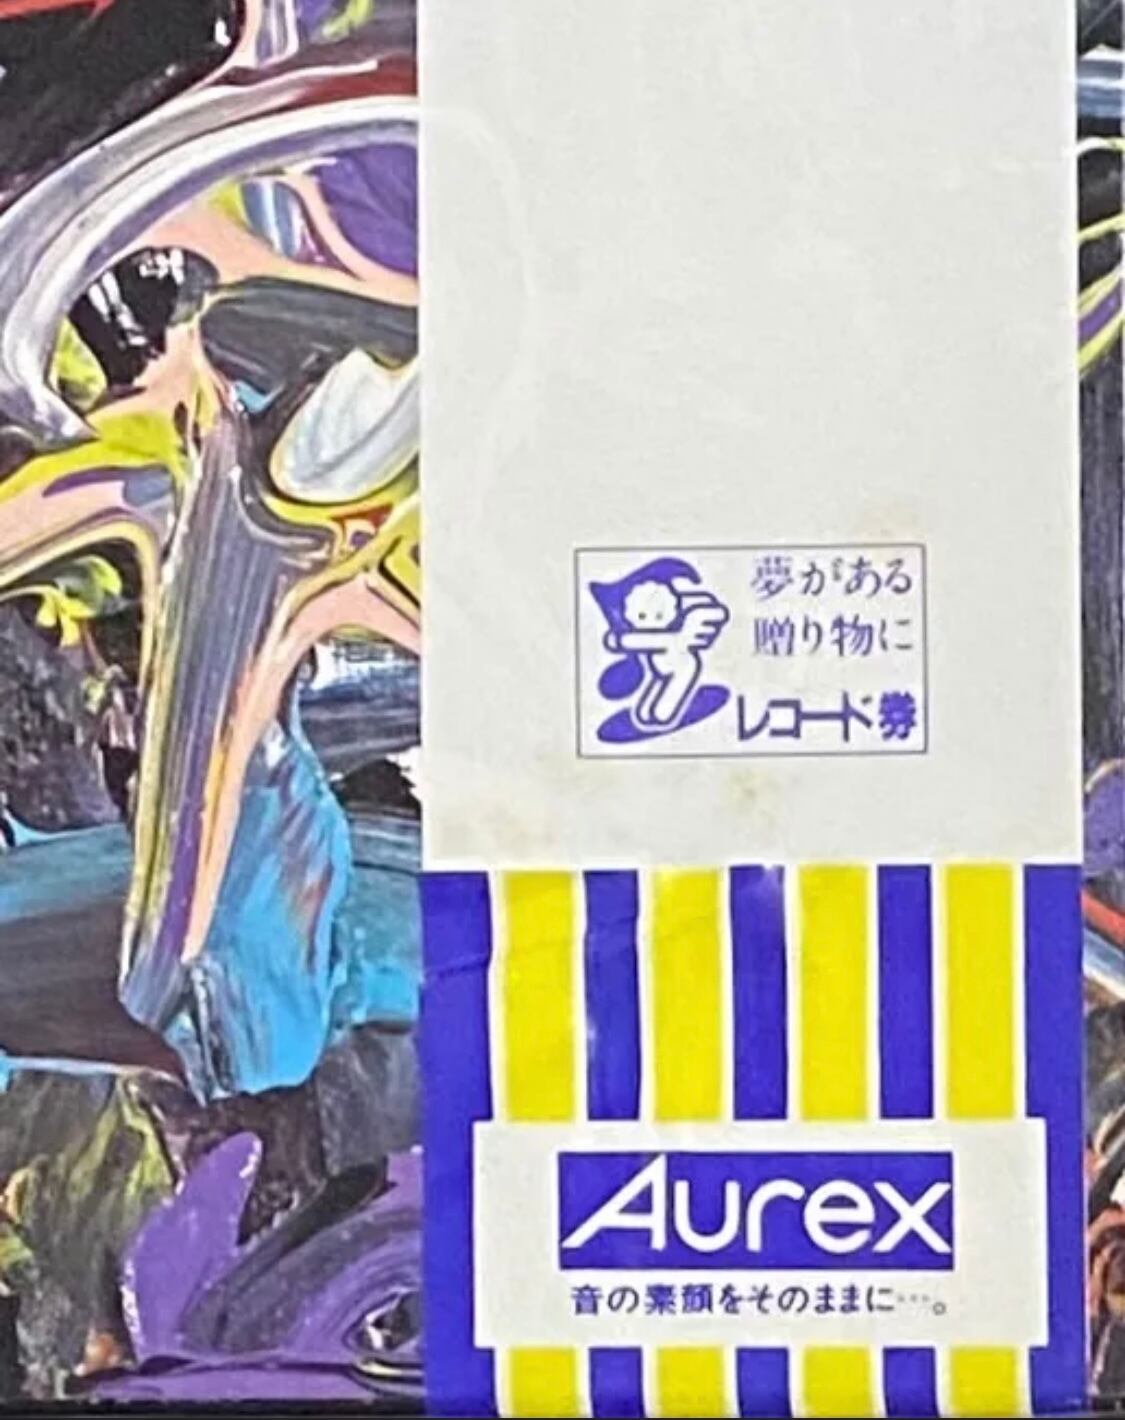 夢がある
贈り物に
レコード券
Aurex
音の素顔をそのままに……。